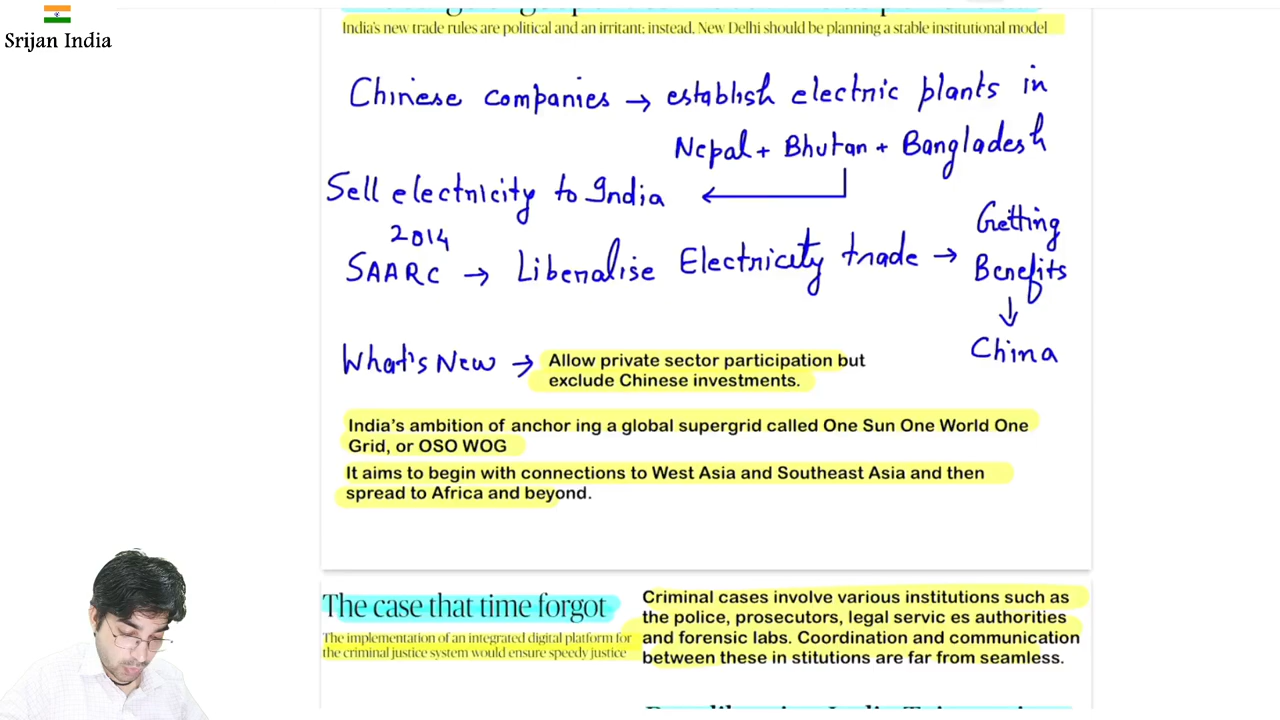 Srijan India
India's new trade rules are political and an irritant: instead, New Delhi should be planning a stable institutional model
Chinese companies → establish electric plants in
Nepal + Bhutan + Bangladesh
Sell electricity to India ←
2014
SAARC → Liberalise Electricity trade → Getting
Benefits
↓
China
What's New → Allow private sector participation but
exclude Chinese investments.
India's ambition of anchor ing a global supergrid called One Sun One World One
Grid, or OSO WOG
It aims to begin with connections to West Asia and Southeast Asia and then
spread to Africa and beyond.
The case that time forgot
The implementation of an integrated digital platform for
the criminal justice system would ensure speedy justice
Criminal cases involve various institutions such as
the police, prosecutors, legal servic es authorities
and forensic labs. Coordination and communication
between these in stitutions are far from seamless.